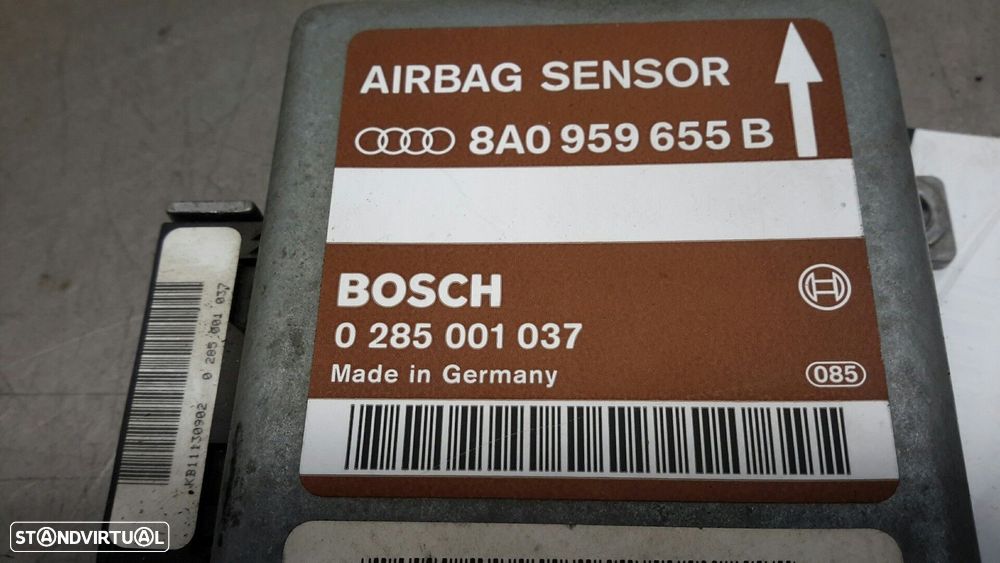 AIRBAG SENSOR
8A0 959 655 B
BOSCH
0 285 001 037
Made in Germany
085
KB11130902 0 285 001 037
STANDVIRTUAL